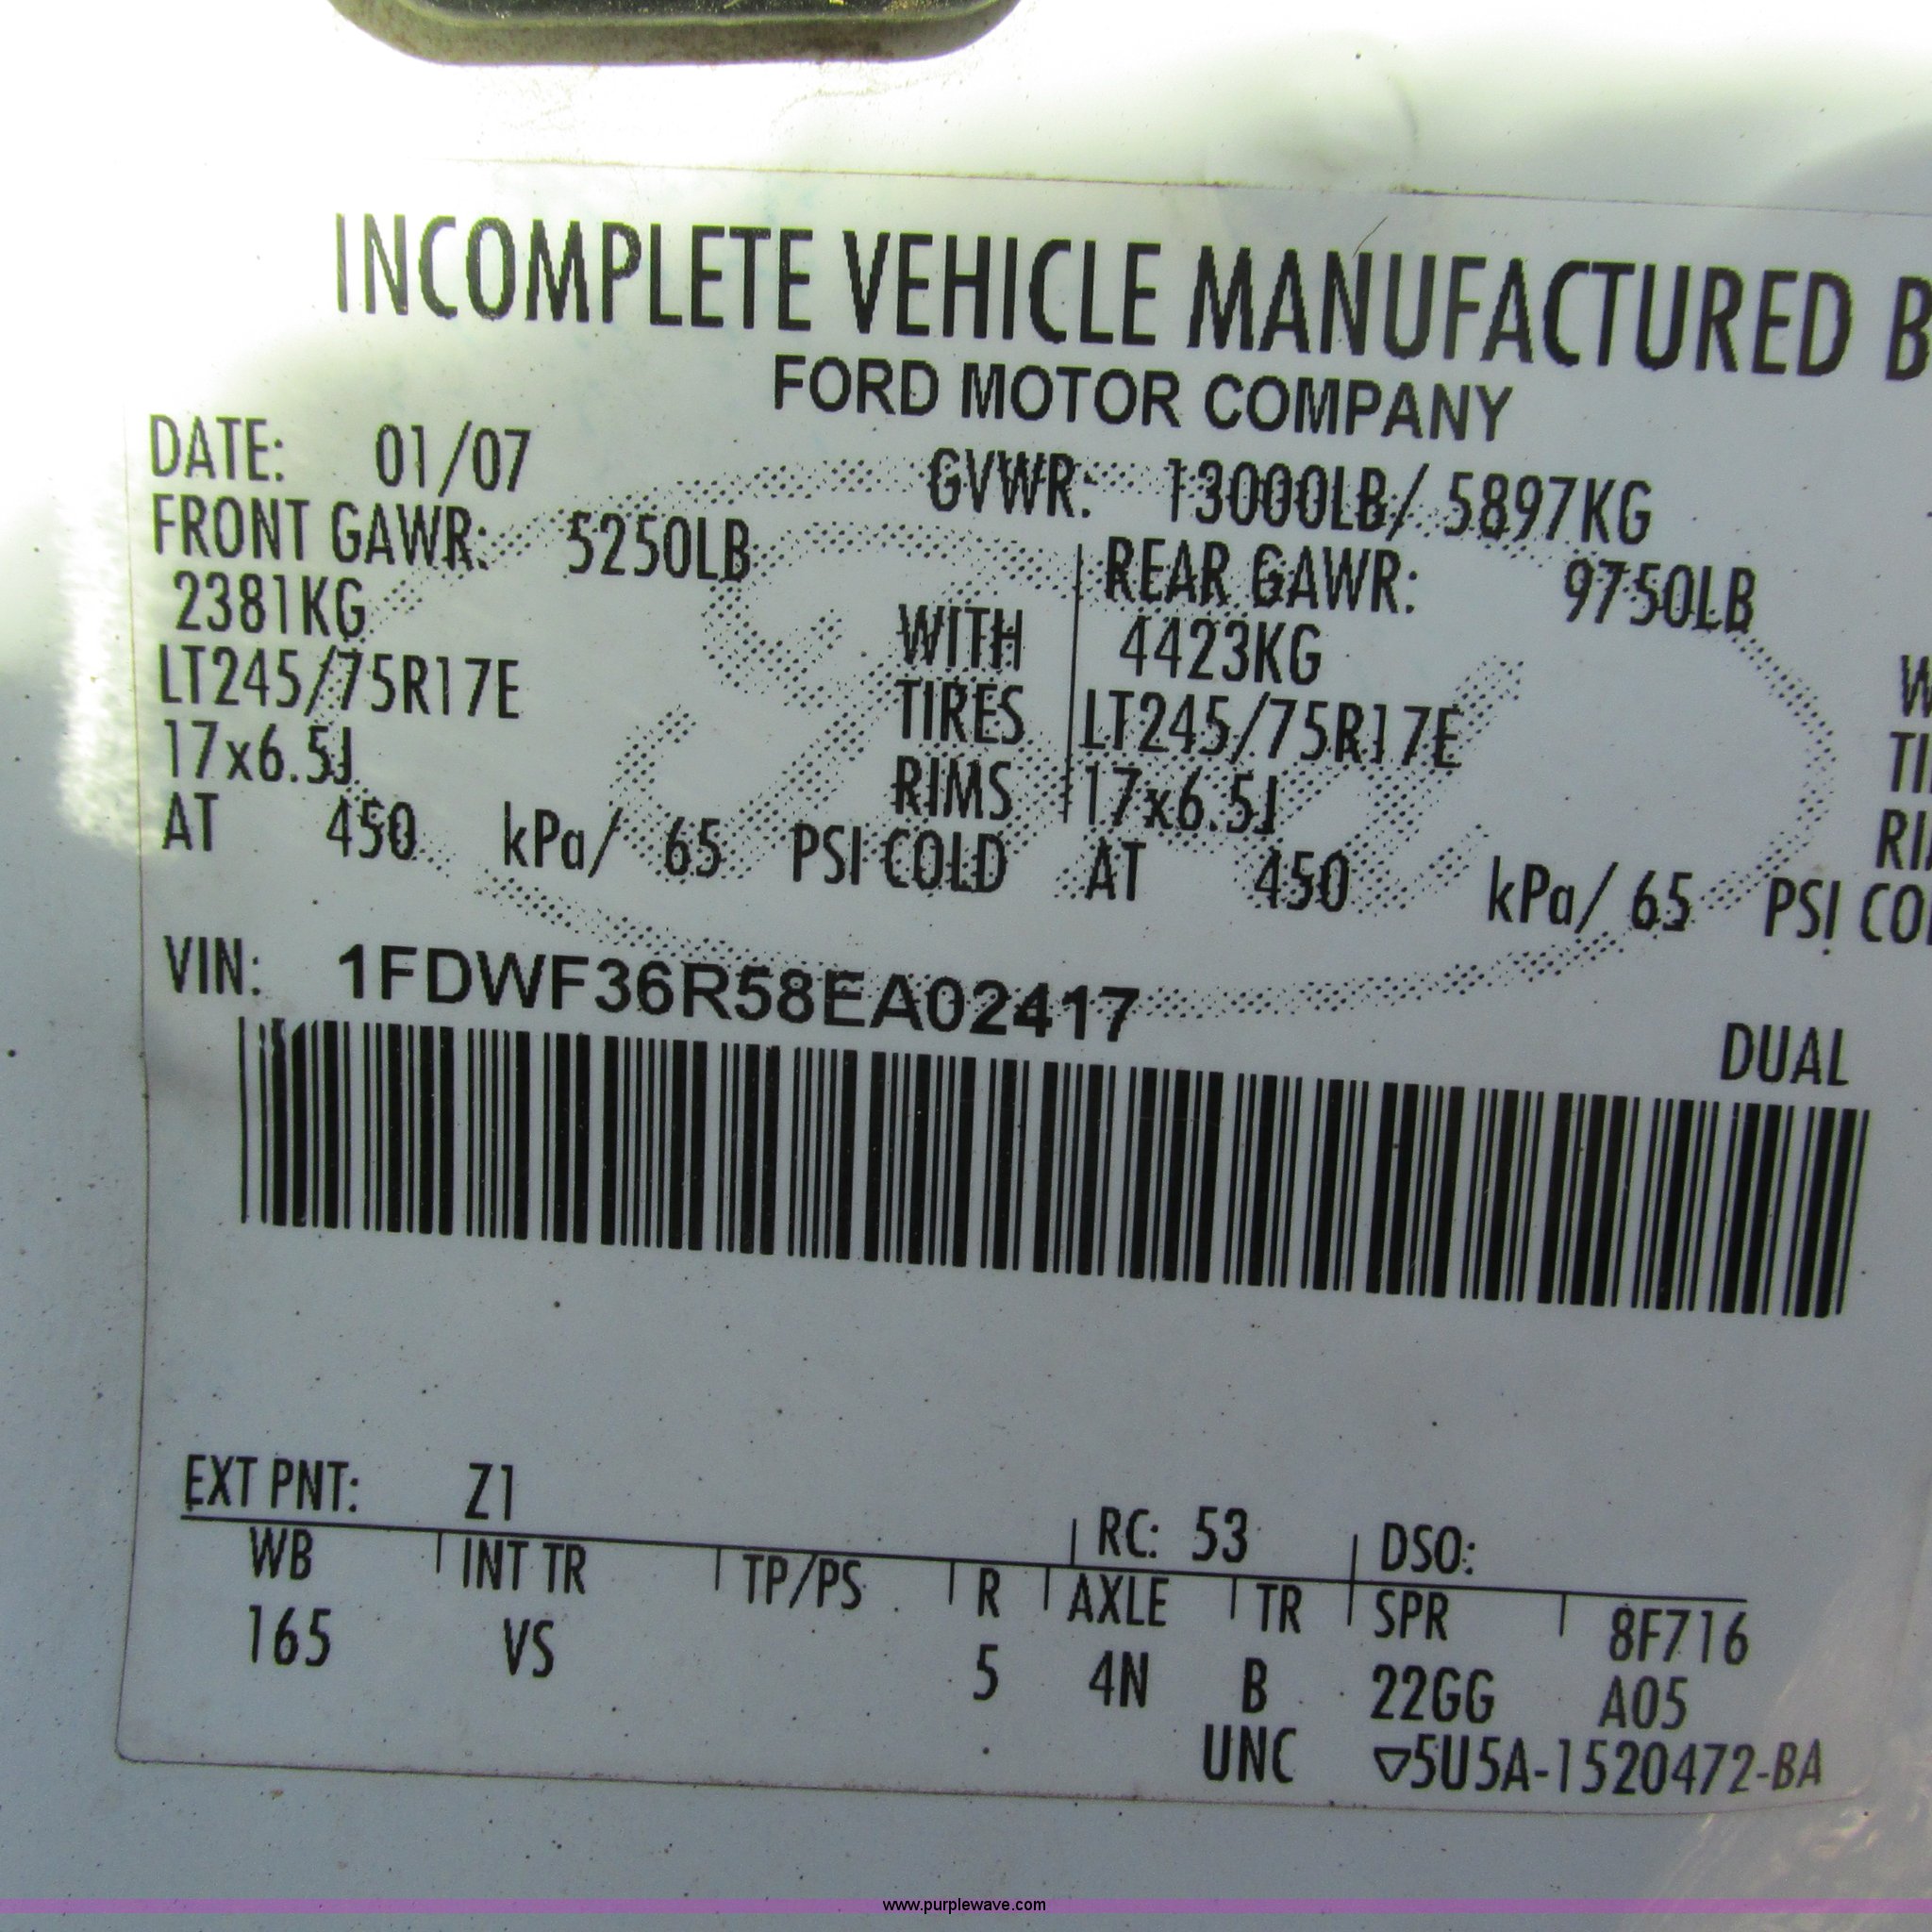 INCOMPLETE VEHICLE MANUFACTURED B
FORD MOTOR COMPANY
DATE: 01/07 GVWR: 13000LB/ 5897KG
FRONT GAWR: 5250LB REAR GAWR: 9750LB
2381KG WITH 4423KG
LT245/75R17E TIRES LT245/75R17E TI
17x6.5J RIMS 17x6.5J RI
AT 450 kPa/ 65 PSI COLD AT 450 kPa/ 65 PSI CO
VIN: 1FDWF36R58EA02417
DUAL
EXT PNT: Z1 RC: 53 DSO:
WB INT TR TP/PS R AXLE TR SPR 8F716
165 VS 5 4N B 22GG A05
UNC ▽5U5A-1520472-BA
www.purplewave.com